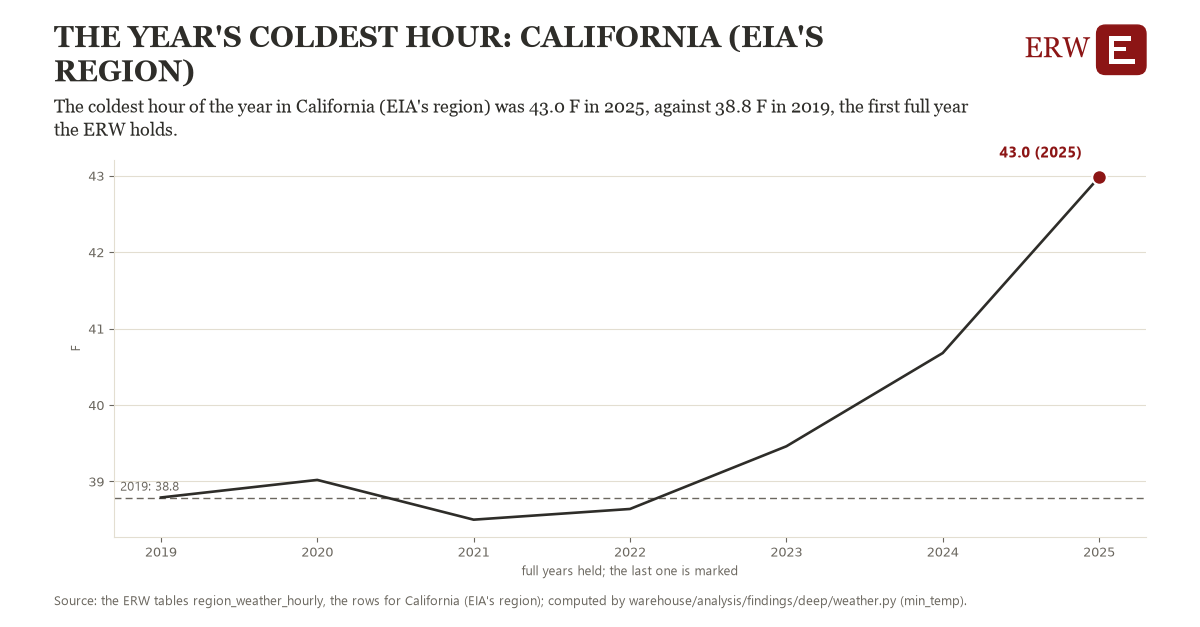 THE YEAR'S COLDEST HOUR: CALIFORNIA (EIA'S
REGION)
ERW E
The coldest hour of the year in California (EIA's region) was 43.0 F in 2025, against 38.8 F in 2019, the first full year
the ERW holds.
43.0 (2025)
43
42
41
F
40
39
2019: 38.8
2019 2020 2021 2022 2023 2024 2025
full years held; the last one is marked
Source: the ERW tables region_weather_hourly, the rows for California (EIA's region); computed by warehouse/analysis/findings/deep/weather.py (min_temp).